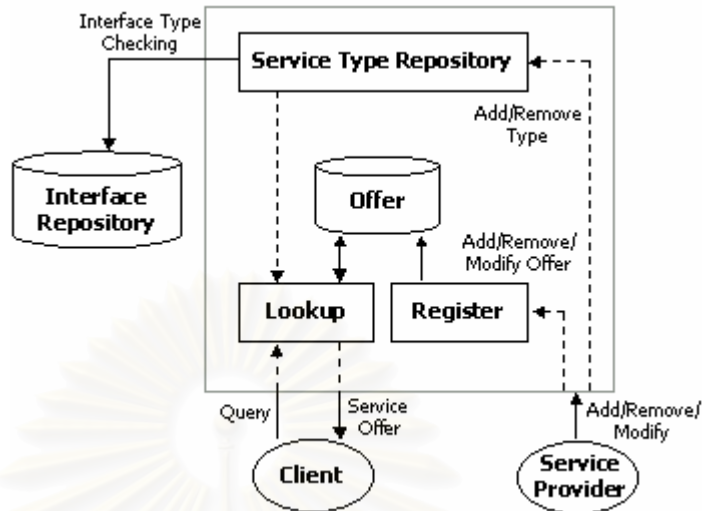 Interface Type
Checking
Service Type Repository
Add/Remove
Type
Interface
Repository
Offer
Add/Remove/
Modify Offer
Lookup
Register
Query
Service
Offer
Add/Remove/
Modify
Client
Service
Provider